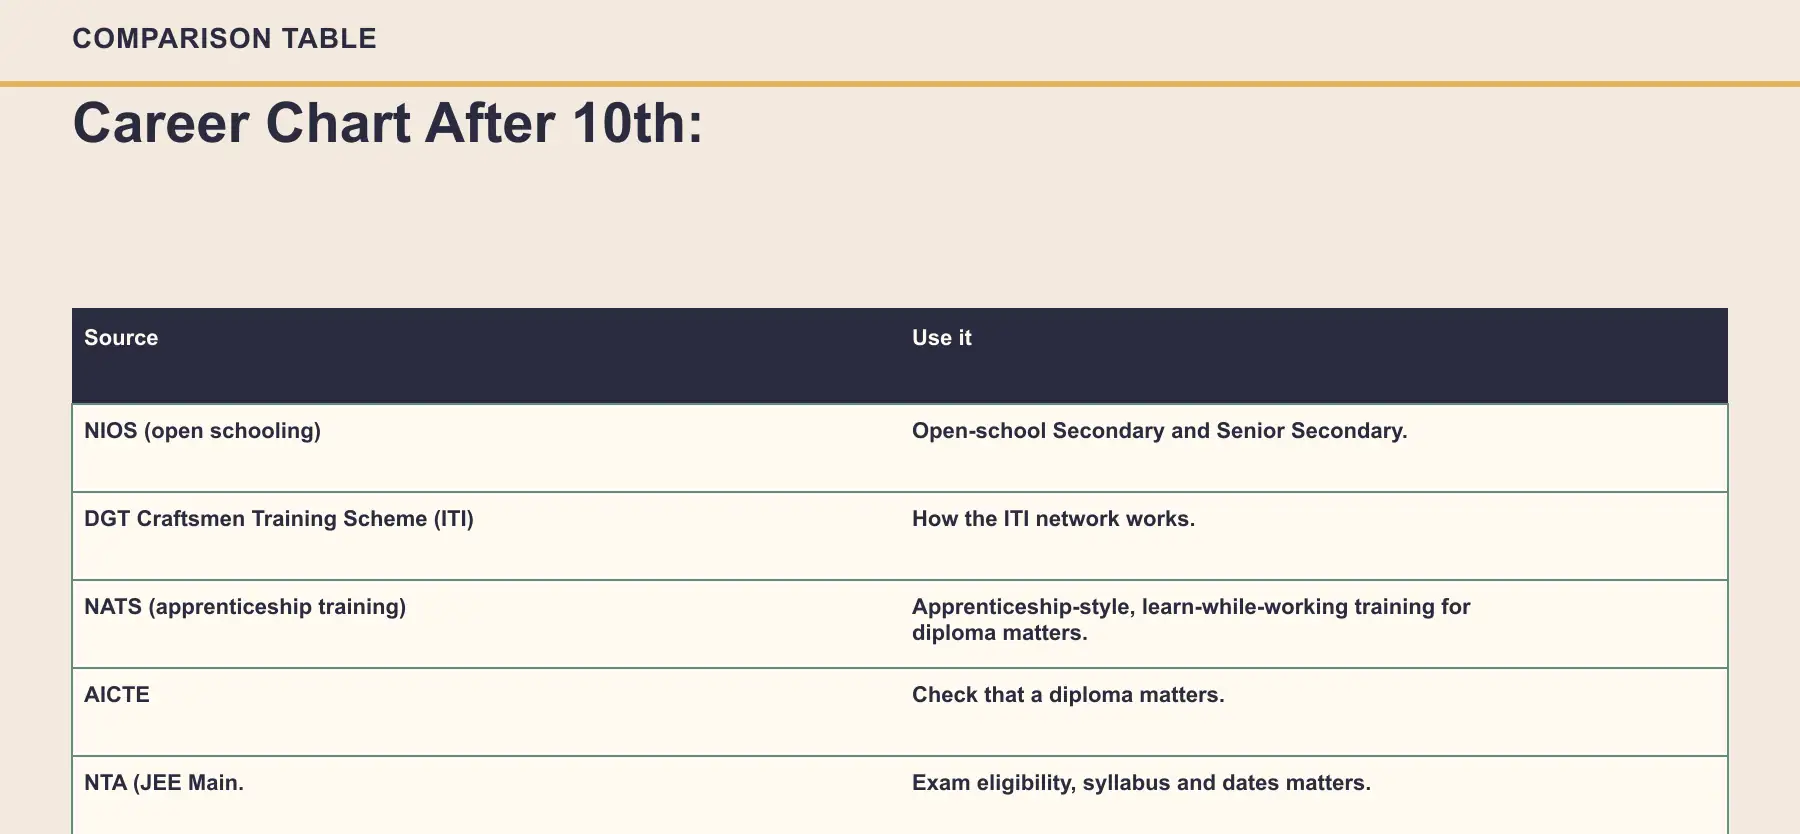 COMPARISON TABLE
Career Chart After 10th:
Source
Use it
NIOS (open schooling)
Open-school Secondary and Senior Secondary.
DGT Craftsmen Training Scheme (ITI)
How the ITI network works.
NATS (apprenticeship training)
Apprenticeship-style, learn-while-working training for
diploma matters.
AICTE
Check that a diploma matters.
NTA (JEE Main.
Exam eligibility, syllabus and dates matters.